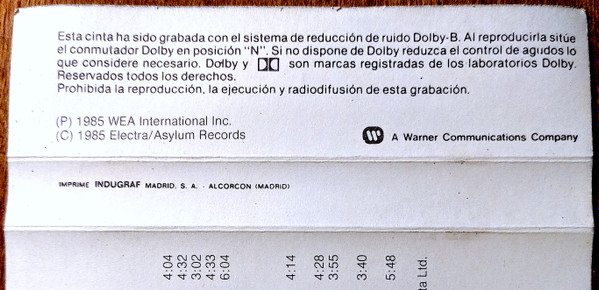 Esta cinta ha sido grabada con el sistema de reducción de ruido Dolby-B. Al reproducirla sitúe
el conmutador Dolby en posición "N". Si no dispone de Dolby reduzca el control de agudos lo
que considere necesario. Dolby y son marcas registradas de los laboratorios Dolby.
Reservados todos los derechos.
Prohibida la reproducción, la ejecución y radiodifusión de esta grabación.
(P) 1985 WEA International Inc.
(C) 1985 Electra/Asylum Records
A Warner Communications Company
IMPRIME INDUGRAF MADRID, S. A. - ALCORCON (MADRID)
4:04
4:32
3:02
4:33
6:04
4:14
4:28
3:55
3:40
5:48
ta Ltd.